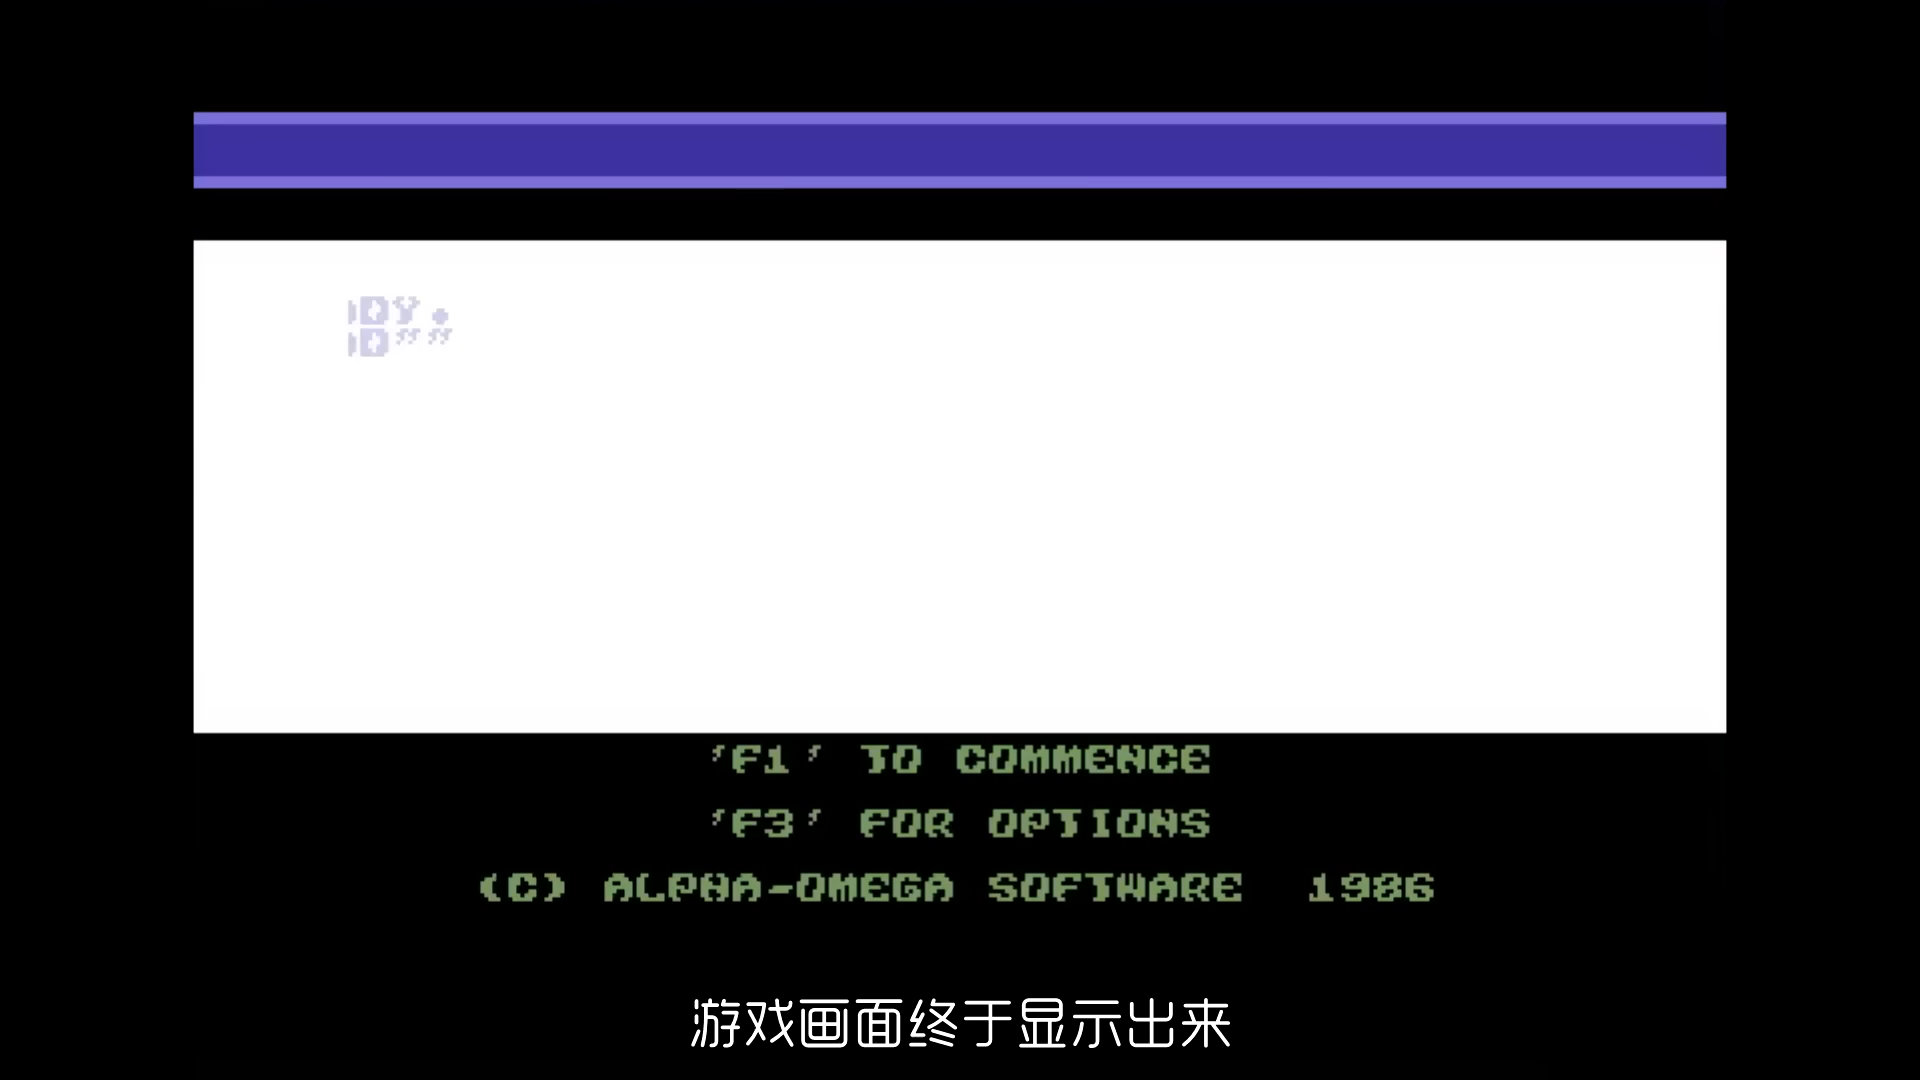 'F1' TO COMMENCE
'F3' FOR OPTIONS
(C) ALPHA-OMEGA SOFTWARE 1986
游戏画面终于显示出来